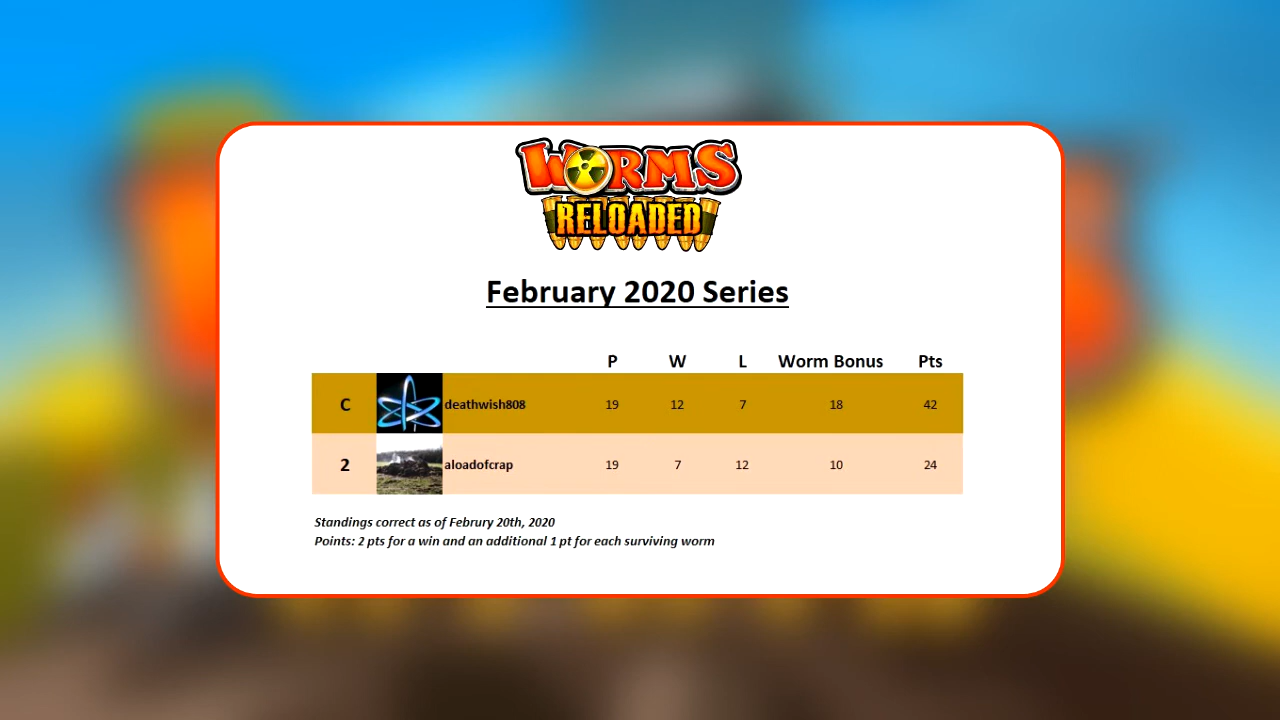 WORMS
RELOADED
February 2020 Series
P W L Worm Bonus Pts
C deathwish808 19 12 7 18 42
2 aloadofcrap 19 7 12 10 24
Standings correct as of Februry 20th, 2020
Points: 2 pts for a win and an additional 1 pt for each surviving worm